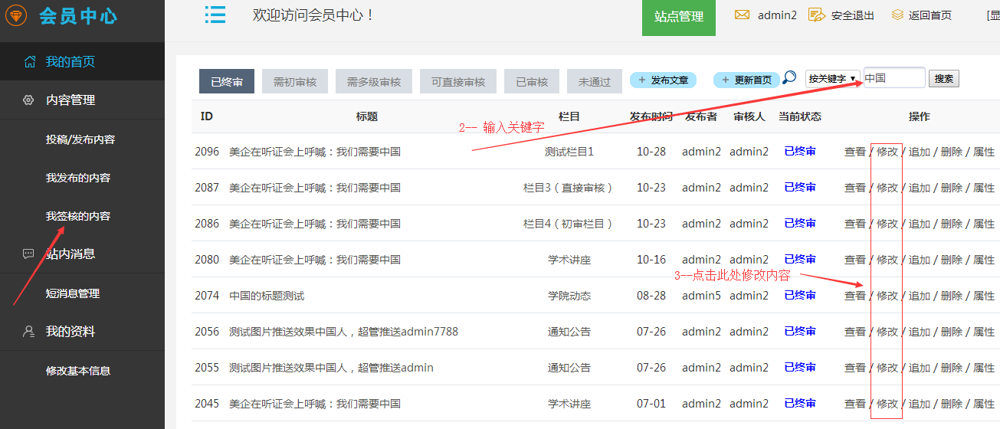 会员中心
欢迎访问会员中心！
站点管理
admin2
安全退出
返回首页
[显
我的首页
内容管理
投稿/发布内容
我发布的内容
我签核的内容
站内消息
短消息管理
我的资料
修改基本信息
已终审 需初审核 需多级审核 可直接审核 已审核 未通过 + 发布文章 + 更新首页 按关键字 ▼ 中国 搜索
ID 标题 栏目 发布时间 发布者 审核人 当前状态 操作
2-- 输入关键字
2096 美企在听证会上呼喊：我们需要中国 测试栏目1 10-28 admin2 admin2 已终审 查看 / 修改 / 追加 / 删除 / 属性
2087 美企在听证会上呼喊：我们需要中国 栏目3（直接审核） 10-23 admin2 admin2 已终审 查看 / 修改 / 追加 / 删除 / 属性
2086 美企在听证会上呼喊：我们需要中国 栏目4（初审栏目） 10-23 admin2 admin2 已终审 查看 / 修改 / 追加 / 删除 / 属性
2080 美企在听证会上呼喊：我们需要中国 学术讲座 10-16 admin2 admin2 已终审 查看 / 修改 / 追加 / 删除 / 属性
3--点击此处修改内容
2074 中国的标题测试 学院动态 08-28 admin5 admin2 已终审 查看 / 修改 / 追加 / 删除 / 属性
2056 测试图片推送效果中国人，超管推送admin7788 通知公告 07-26 admin2 admin2 已终审 查看 / 修改 / 追加 / 删除 / 属性
2055 测试图片推送效果中国人，超管推送admin 通知公告 07-26 admin2 admin2 已终审 查看 / 修改 / 追加 / 删除 / 属性
2045 美企在听证会上呼喊：我们需要中国 学术讲座 07-01 admin2 admin2 已终审 查看 / 修改 / 追加 / 删除 / 属性